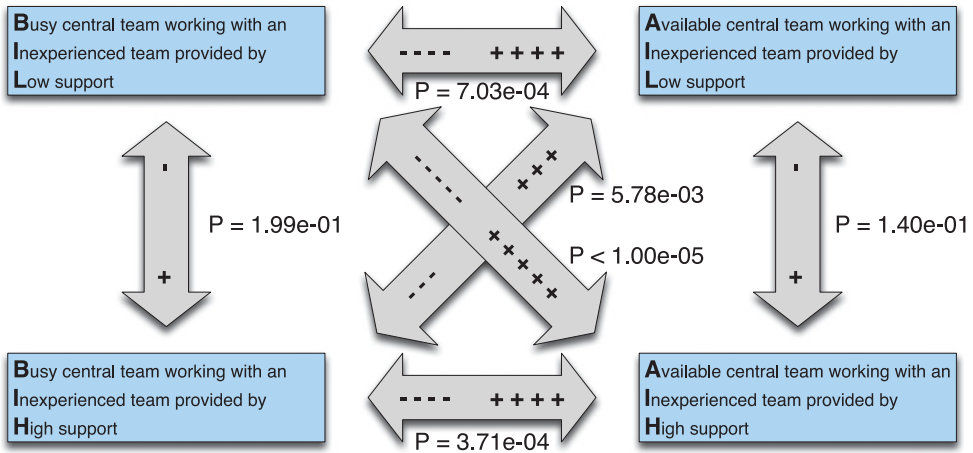 Busy central team working with an
Inexperienced team provided by
Low support
Available central team working with an
Inexperienced team provided by
Low support
- - - - + + + +
P = 7.03e-04
- - - - -
+ + +
- P = 5.78e-03 -
P = 1.99e-01 P = 1.40e-01
P < 1.00e-05
+ + + + +
- - -
+ +
Busy central team working with an
Inexperienced team provided by
High support
Available central team working with an
Inexperienced team provided by
High support
- - - - + + + +
P = 3.71e-04